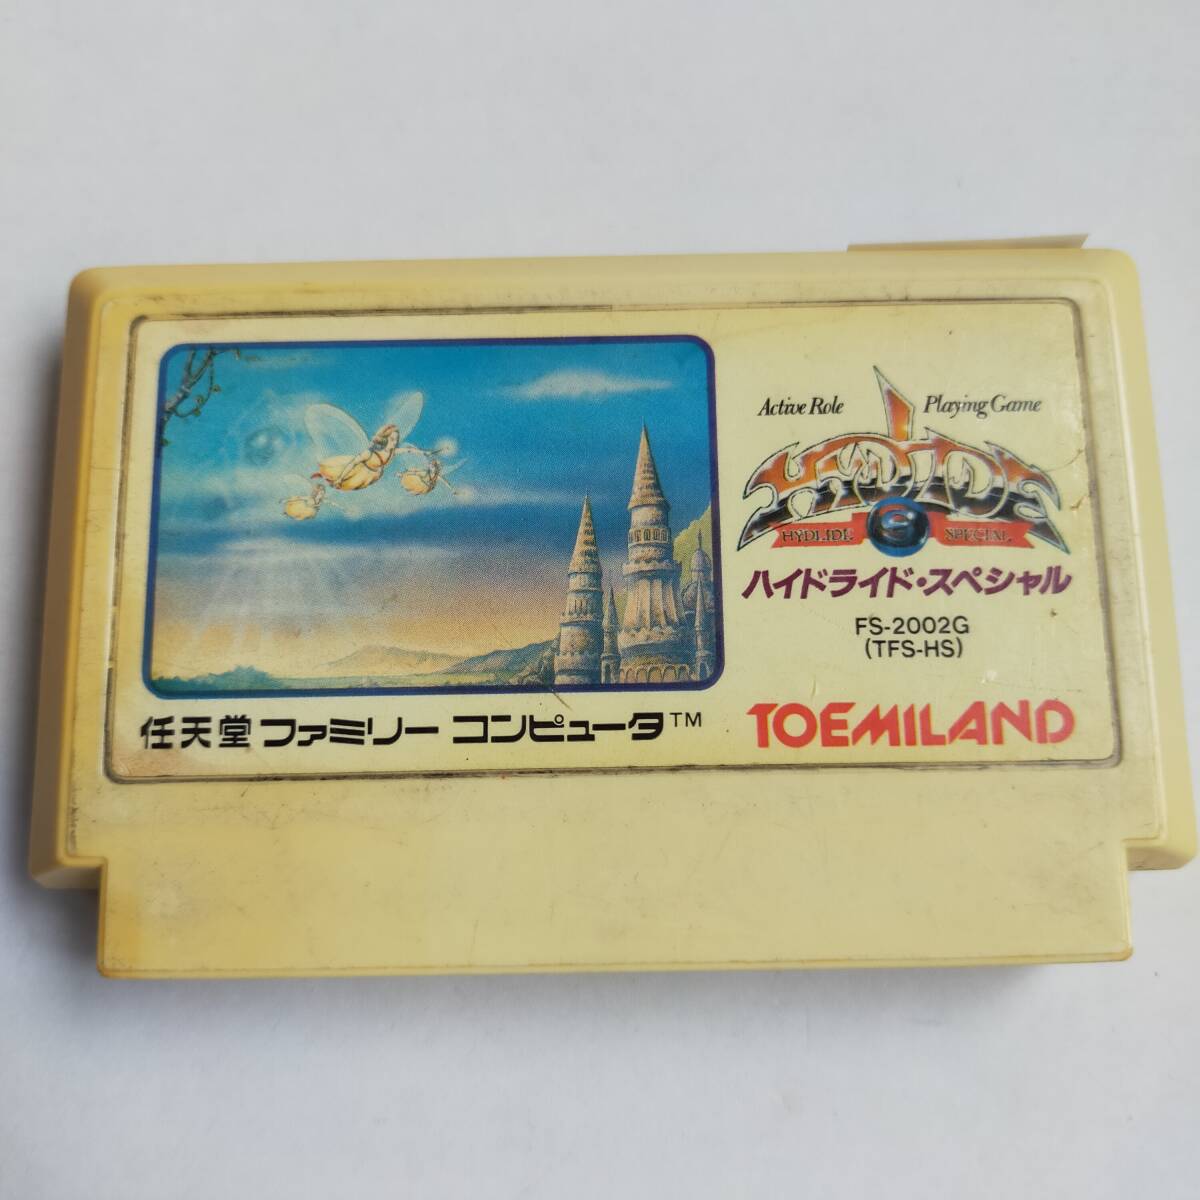 Active Role Playing Game
HYDLIDE
HYDLIDE S SPECIAL
ハイドライド・スペシャル
FS-2002G
(TFS-HS)
任天堂 ファミリー コンピュータ™
TOEMILAND